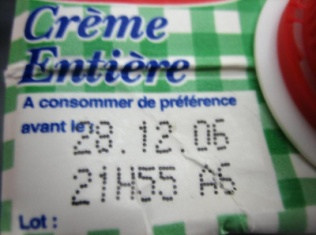 Crème
Entière
A consommer de préférence
avant le:
28.12.06
21H55 A6
Lot :